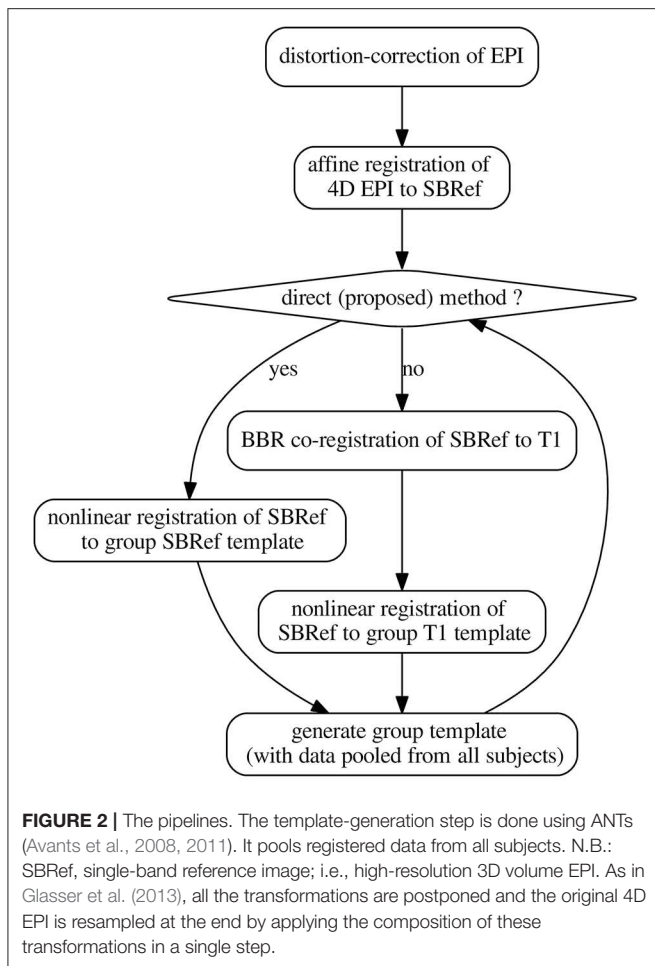 distortion-correction of EPI
affine registration of
4D EPI to SBRef
direct (proposed) method ?
yes
no
BBR co-registration of SBRef to T1
nonlinear registration of SBRef
to group SBRef template
nonlinear registration of
SBRef to group T1 template
generate group template
(with data pooled from all subjects)
FIGURE 2 | The pipelines. The template-generation step is done using ANTs
(Avants et al., 2008, 2011). It pools registered data from all subjects. N.B.:
SBRef, single-band reference image; i.e., high-resolution 3D volume EPI. As in
Glasser et al. (2013), all the transformations are postponed and the original 4D
EPI is resampled at the end by applying the composition of these
transformations in a single step.